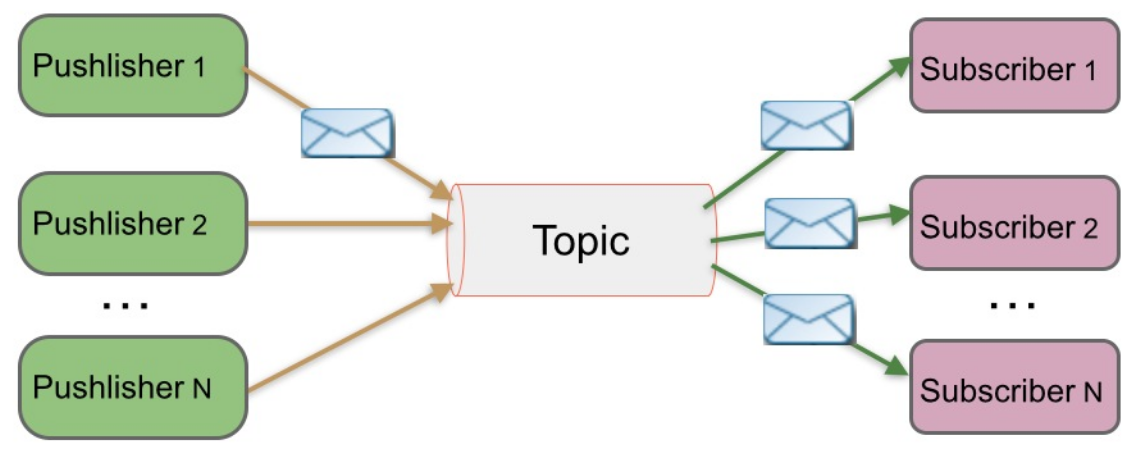 Pushlisher 1
Subscriber 1
Pushlisher 2
Topic
Subscriber 2
...
...
Pushlisher N
Subscriber N